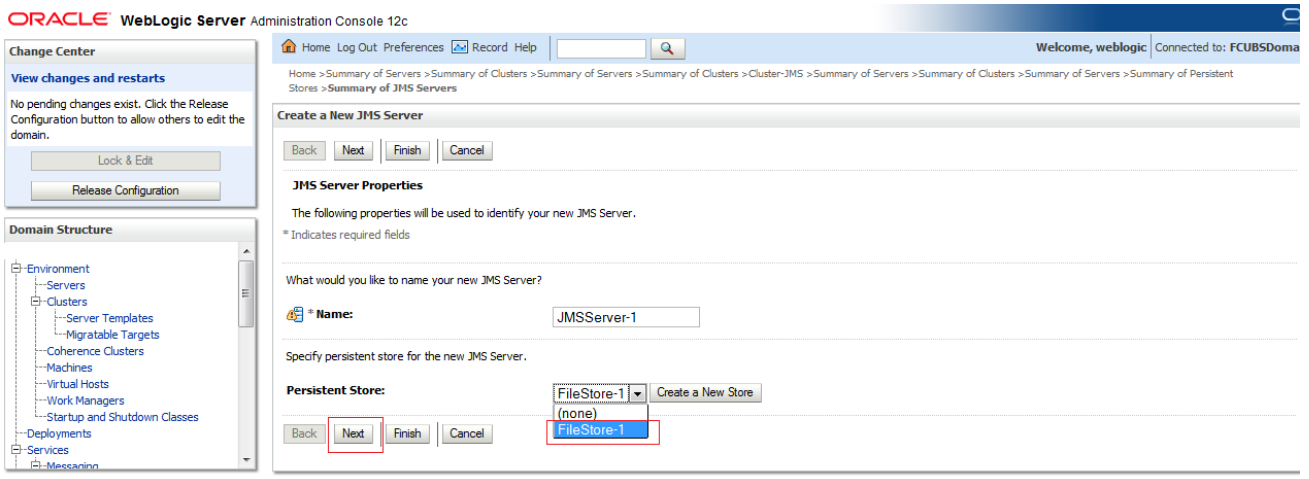 ORACLE WebLogic Server Administration Console 12c
Change Center
View changes and restarts
No pending changes exist. Click the Release
Configuration button to allow others to edit the
domain.
Lock & Edit
Release Configuration
Domain Structure
Environment
Servers
Clusters
Server Templates
Migratable Targets
Coherence Clusters
Machines
Virtual Hosts
Work Managers
Startup and Shutdown Classes
Deployments
Services
Messaging
Home Log Out Preferences Record Help
Welcome, weblogic Connected to: FCUBSDoma
Home >Summary of Servers >Summary of Clusters >Summary of Servers >Summary of Clusters >Cluster-JMS >Summary of Servers >Summary of Clusters >Summary of Servers >Summary of Persistent
Stores >Summary of JMS Servers
Create a New JMS Server
Back Next Finish Cancel
JMS Server Properties
The following properties will be used to identify your new JMS Server.
* Indicates required fields
What would you like to name your new JMS Server?
* Name: JMSServer-1
Specify persistent store for the new JMS Server.
Persistent Store: FileStore-1 Create a New Store
(none)
FileStore-1
Back Next Finish Cancel